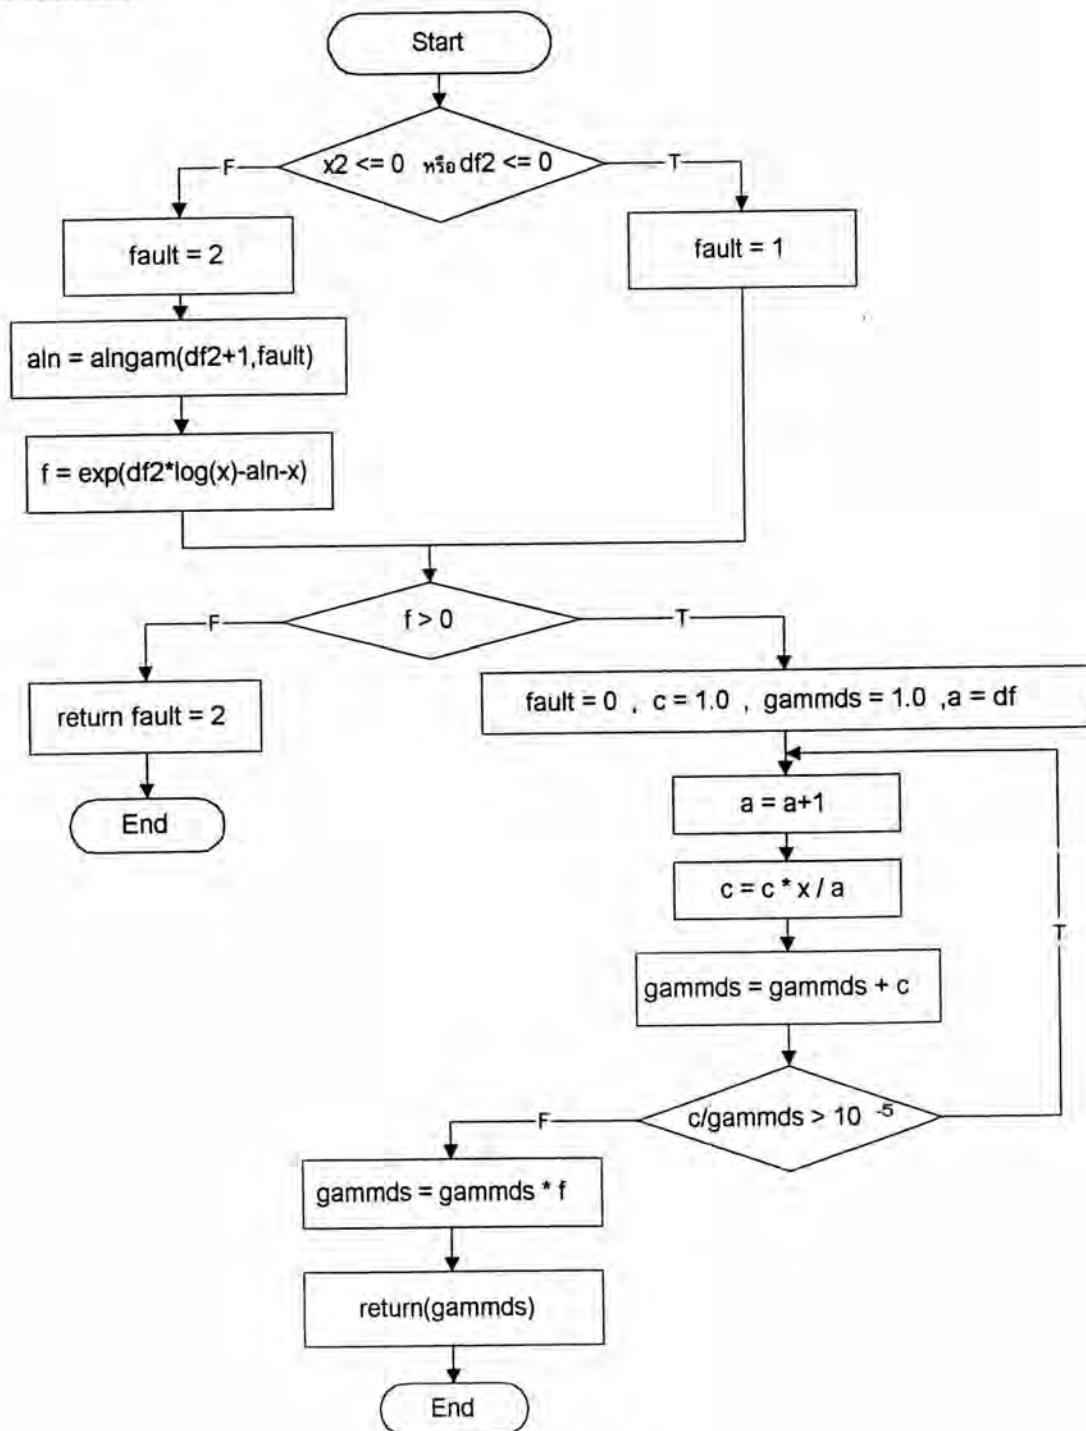 Start
x2 <= 0 หรือ df2 <= 0
F
T
fault = 2
fault = 1
aln = alngam(df2+1,fault)
f = exp(df2*log(x)-aln-x)
f > 0
F
T
return fault = 2
fault = 0 , c = 1.0 , gammds = 1.0 ,a = df
End
a = a+1
c = c * x / a
T
gammds = gammds + c
c/gammds > 10 -5
F
gammds = gammds * f
return(gammds)
End